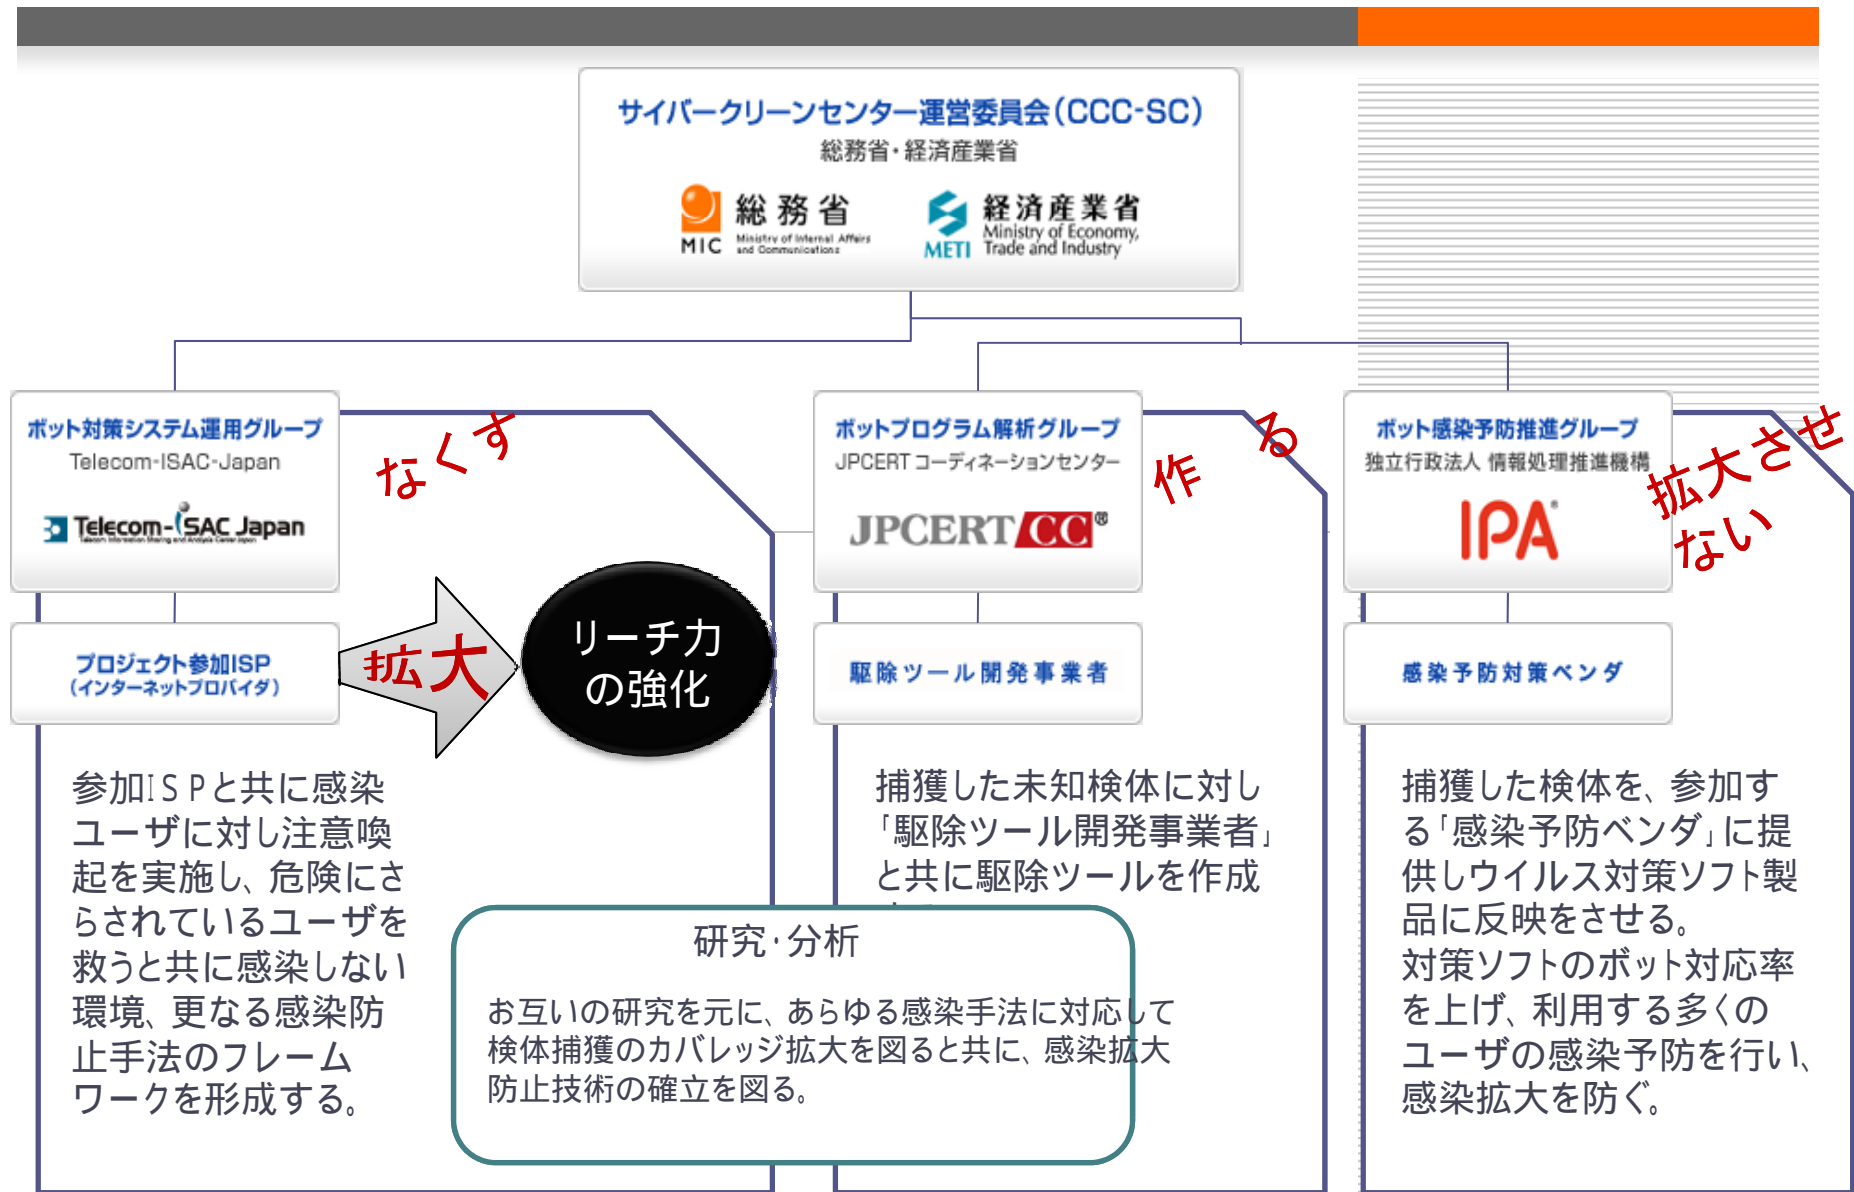 サイバークリーンセンター運営委員会(CCC-SC)
総務省・経済産業省
総務省
MIC
Ministry of Internal Affairs
and Communications
経済産業省
METI
Ministry of Economy,
Trade and Industry
ボット対策システム運用グループ
Telecom-ISAC-Japan
Telecom-iSAC Japan
Telecom Information Sharing and Analysis Center Japan
なくす
プロジェクト参加ISP
(インターネットプロバイダ)
拡大
リーチ力
の強化
参加ISPと共に感染
ユーザに対し注意喚
起を実施し、危険にさ
らされているユーザを
救うと共に感染しない
環境、更なる感染防
止手法のフレーム
ワークを形成する。
ボットプログラム解析グループ
JPCERT コーディネーションセンター
JPCERT CC®
作る
駆除ツール開発事業者
捕獲した未知検体に対し
「駆除ツール開発事業者」
と共に駆除ツールを作成
研究・分析
お互いの研究を元に、あらゆる感染手法に対応して
検体捕獲のカバレッジ拡大を図ると共に、感染拡大
防止技術の確立を図る。
ボット感染予防推進グループ
独立行政法人 情報処理推進機構
IPA
拡大させ
ない
感染予防対策ベンダ
捕獲した検体を、参加す
る「感染予防ベンダ」に提
供しウイルス対策ソフト製
品に反映をさせる。
対策ソフトのボット対応率
を上げ、利用する多くの
ユーザの感染予防を行い、
感染拡大を防ぐ。